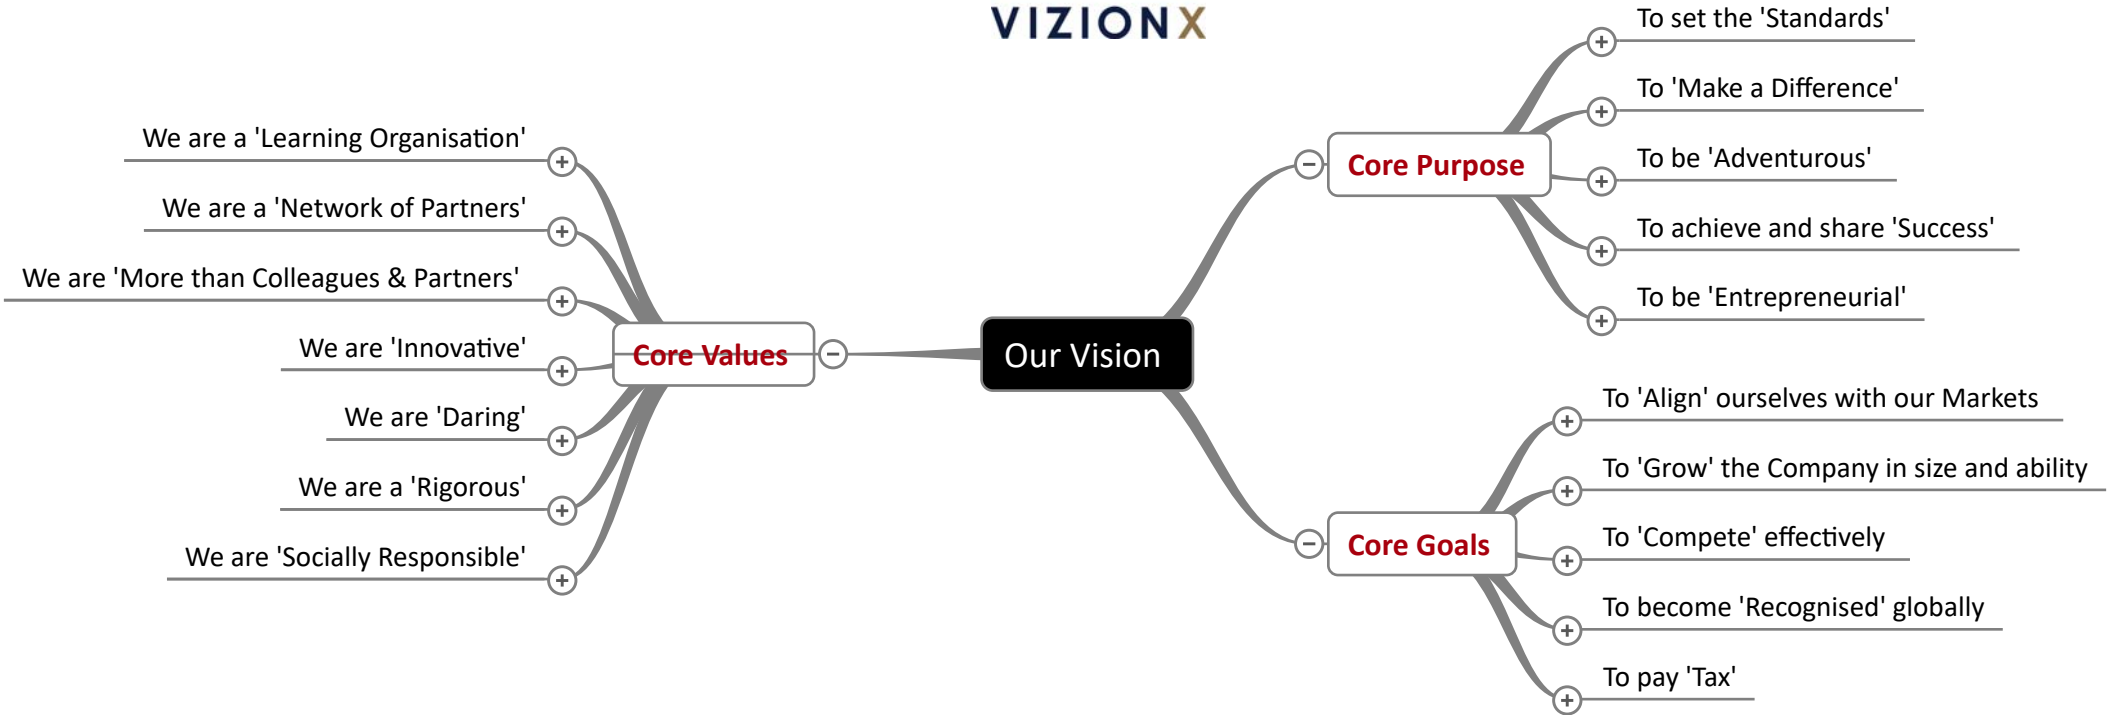 VIZIONX
We are a 'Learning Organisation'
We are a 'Network of Partners'
We are 'More than Colleagues & Partners'
We are 'Innovative'
We are 'Daring'
We are a 'Rigorous'
We are 'Socially Responsible'
Core Values
Our Vision
Core Purpose
To set the 'Standards'
To 'Make a Difference'
To be 'Adventurous'
To achieve and share 'Success'
To be 'Entrepreneurial'
Core Goals
To 'Align' ourselves with our Markets
To 'Grow' the Company in size and ability
To 'Compete' effectively
To become 'Recognised' globally
To pay 'Tax'